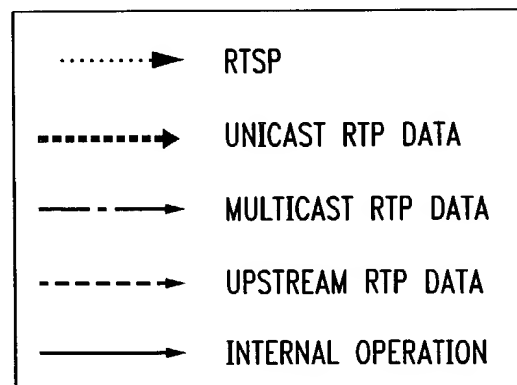 RTSP
UNICAST RTP DATA
MULTICAST RTP DATA
UPSTREAM RTP DATA
INTERNAL OPERATION